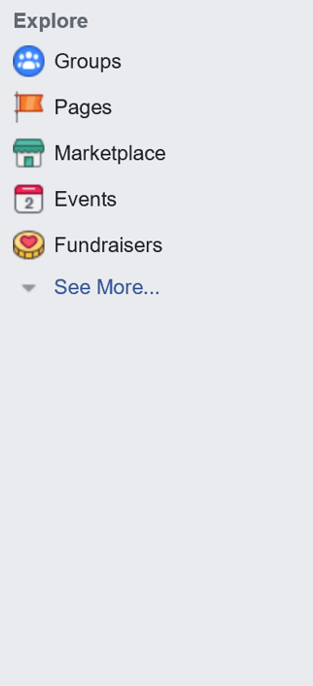 Explore
Groups
Pages
Marketplace
2
Events
Fundraisers
See More...